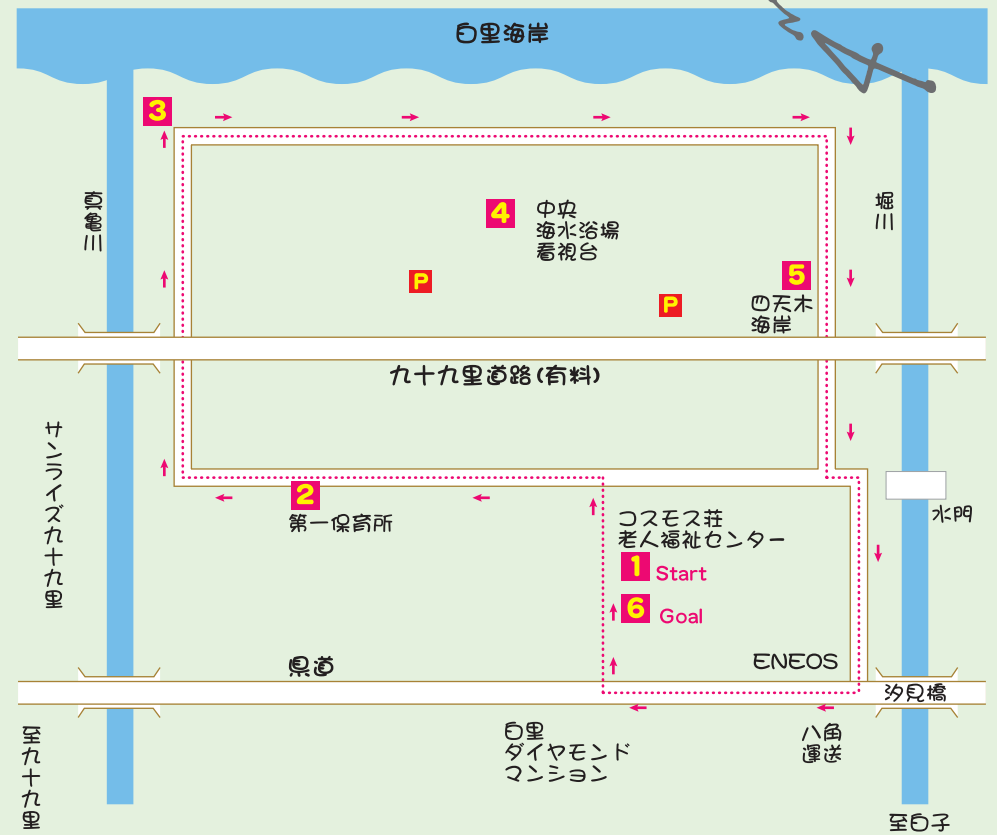 白里海岸
3
真亀川
堀川
4
中央
海水浴場
看視台
P
5
四天木
海岸
P
九十九里道路(有料)
サンライズ九十九里
2
第一保育所
水門
コスモス荘
老人福祉センター
1 Start
6 Goal
ENEOS
県道
汐見橋
白里
ダイヤモンド
マンション
八角
運送
至九十九里
至白子